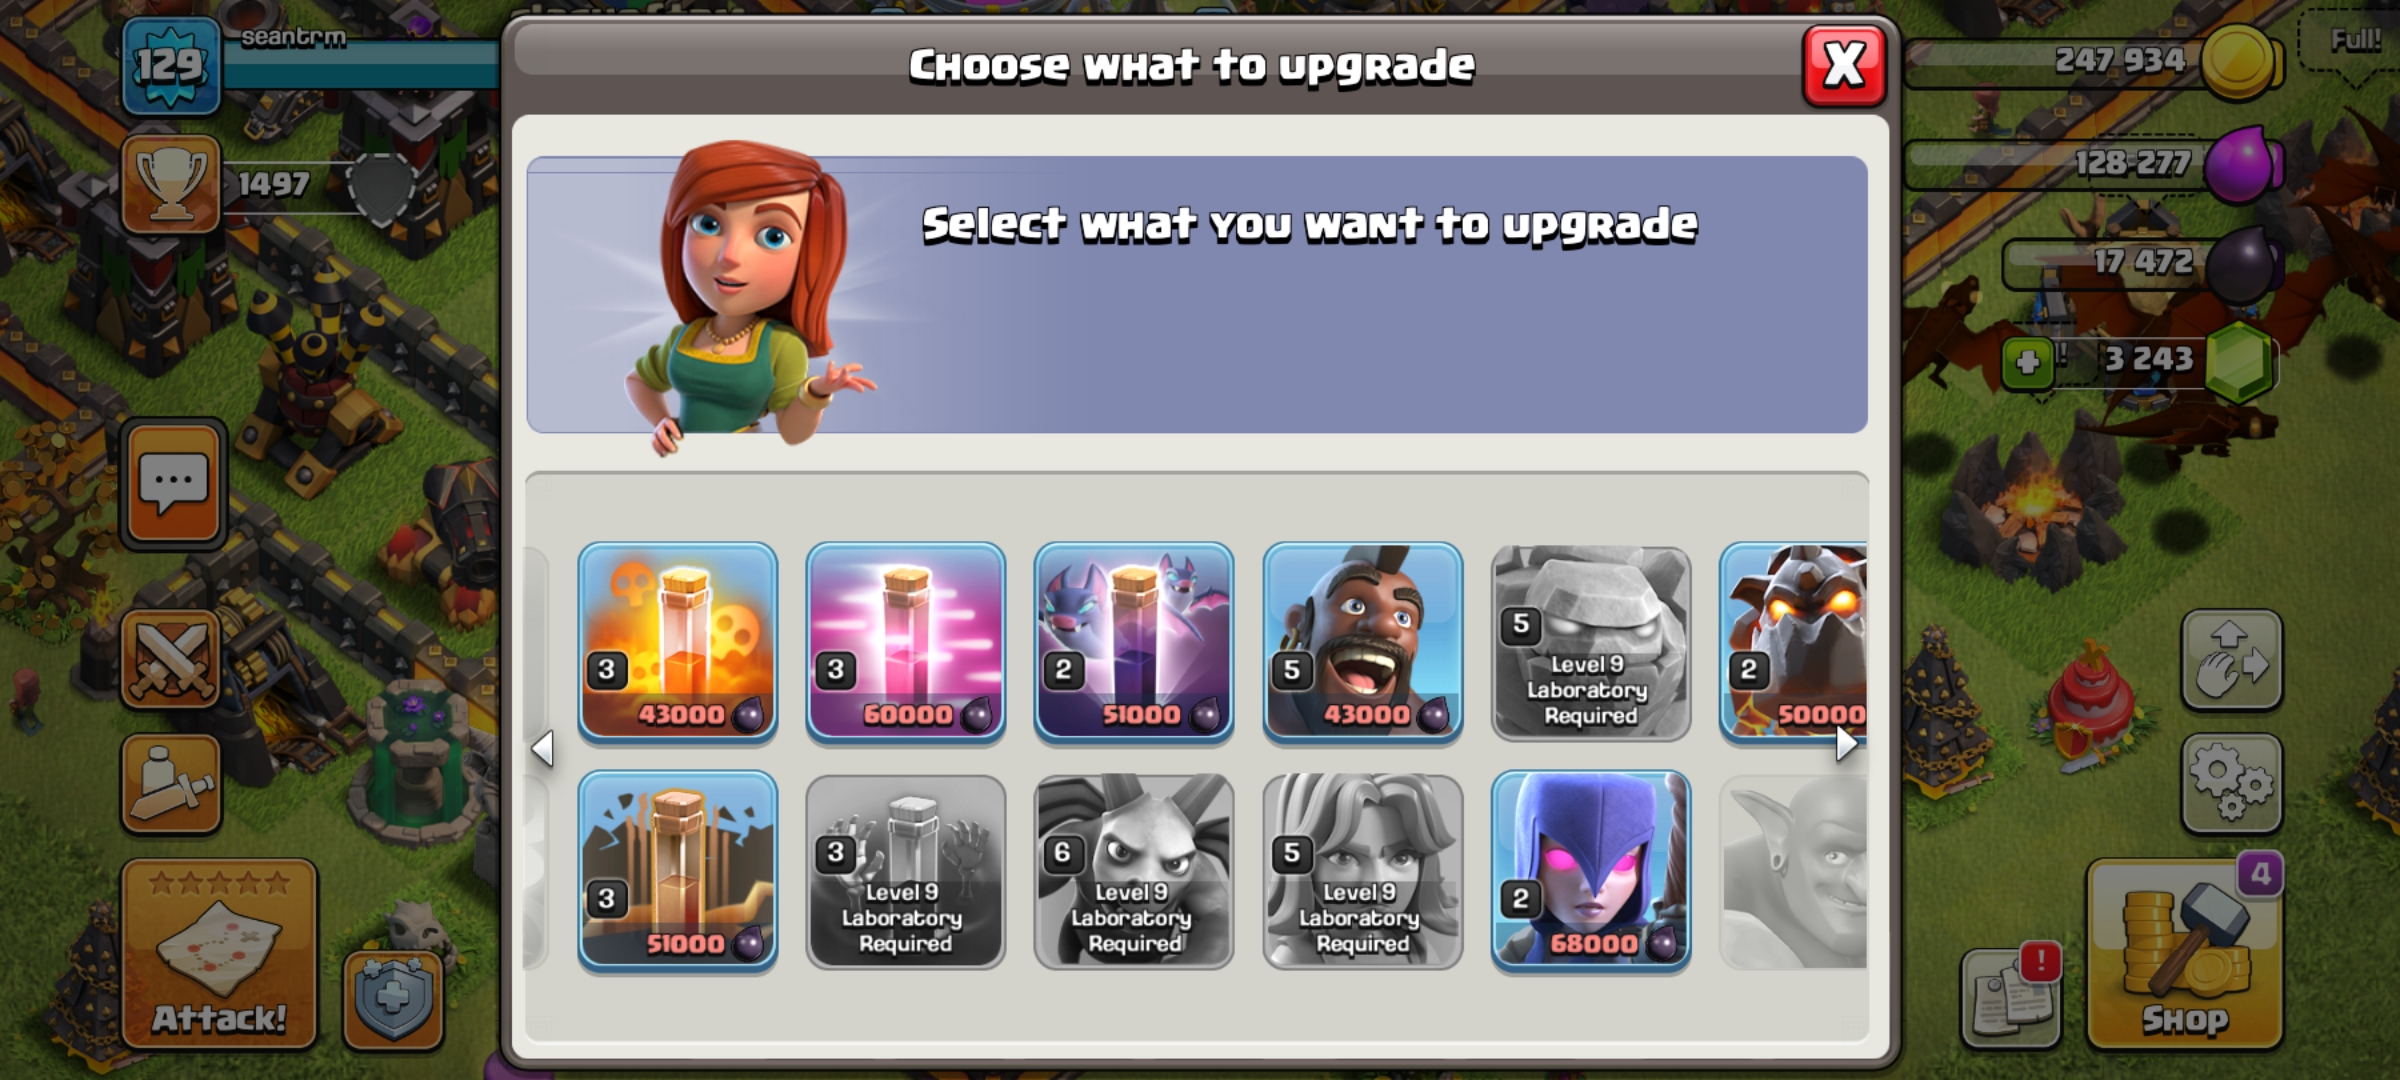 129
seantrm
1497
Choose what to upgrade
X
247 934
Full!
128 277
17 472
3 243
Select what you want to upgrade
3
43000
3
60000
2
51000
5
43000
5
Level 9
Laboratory
Required
2
50000
3
51000
3
Level 9
Laboratory
Required
6
Level 9
Laboratory
Required
5
Level 9
Laboratory
Required
2
68000
Attack!
!
4
Shop